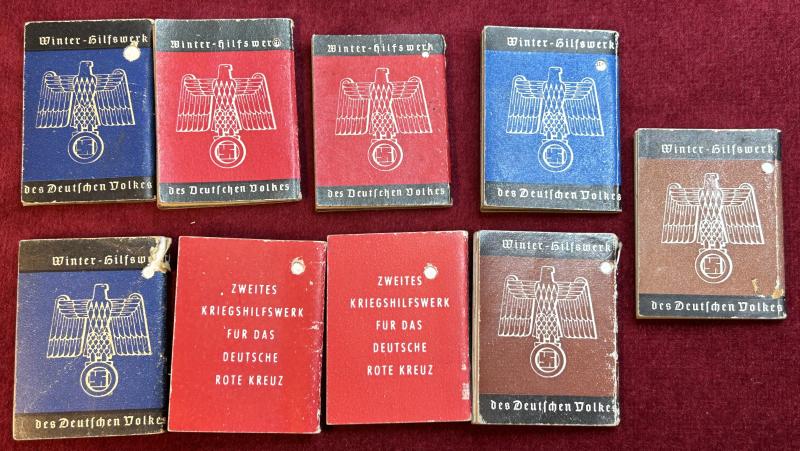 Winter-Hilfswerk
des Deutschen Volkes
Winter-Hilfswerk
des Deutschen Volkes
Winter-Hilfswerk
des Deutschen Volkes
Winter-Hilfswerk
des Deutschen Volkes
Winter-Hilfswerk
des Deutschen Volkes
Winter-Hilfswerk
des Deutschen Volkes
ZWEITES
KRIEGSHILFSWERK
FÜR DAS
DEUTSCHE
ROTE KREUZ
ZWEITES
KRIEGSHILFSWERK
FÜR DAS
DEUTSCHE
ROTE KREUZ
Winter-Hilfswerk
des Deutschen Volkes